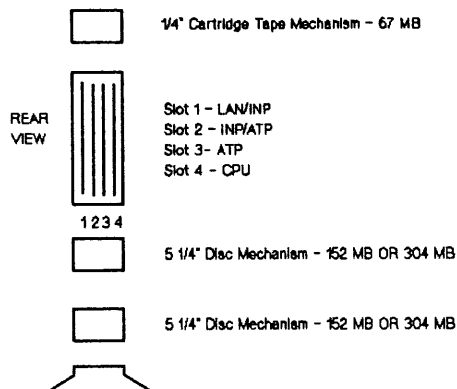 1/4" Cartridge Tape Mechanism - 67 MB
REAR
VIEW
Slot 1 - LAN/INP
Slot 2 - INP/ATP
Slot 3- ATP
Slot 4 - CPU
1234
5 1/4" Disc Mechanism - 152 MB OR 304 MB
5 1/4" Disc Mechanism - 152 MB OR 304 MB